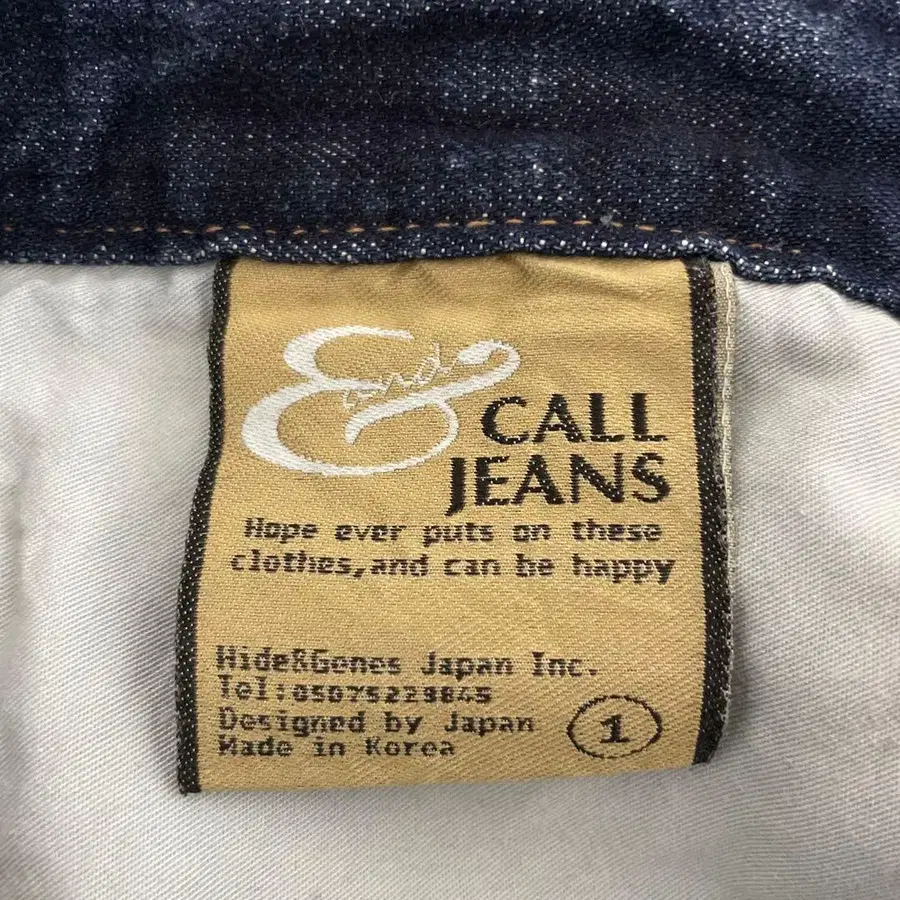 & and
CALL
JEANS
Hope ever puts on these
clothes,and can be happy
Hide&Genes Japan Inc.
Tel:05075223845
Designed by Japan
Made in Korea
1